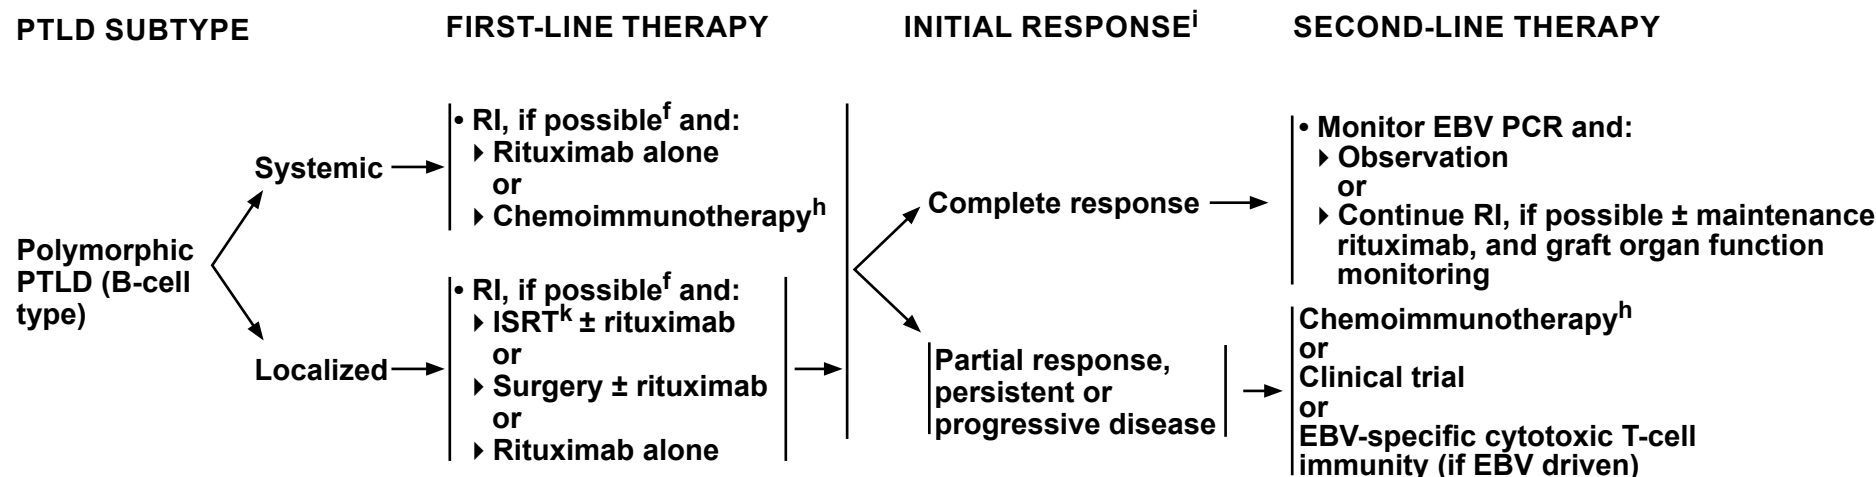 PTLD SUBTYPE
FIRST-LINE THERAPY
INITIAL RESPONSEⁱ
SECOND-LINE THERAPY
Polymorphic
PTLD (B-cell
type)
Systemic
• RI, if possibleᶠ and:
‣ Rituximab alone
or
‣ Chemoimmunotherapyʰ
Localized
• RI, if possibleᶠ and:
‣ ISRTᵏ ± rituximab
or
‣ Surgery ± rituximab
or
‣ Rituximab alone
Complete response
• Monitor EBV PCR and:
‣ Observation
or
‣ Continue RI, if possible ± maintenance
rituximab, and graft organ function
monitoring
Partial response,
persistent or
progressive disease
Chemoimmunotherapyʰ
or
Clinical trial
or
EBV-specific cytotoxic T-cell
immunity (if EBV driven)